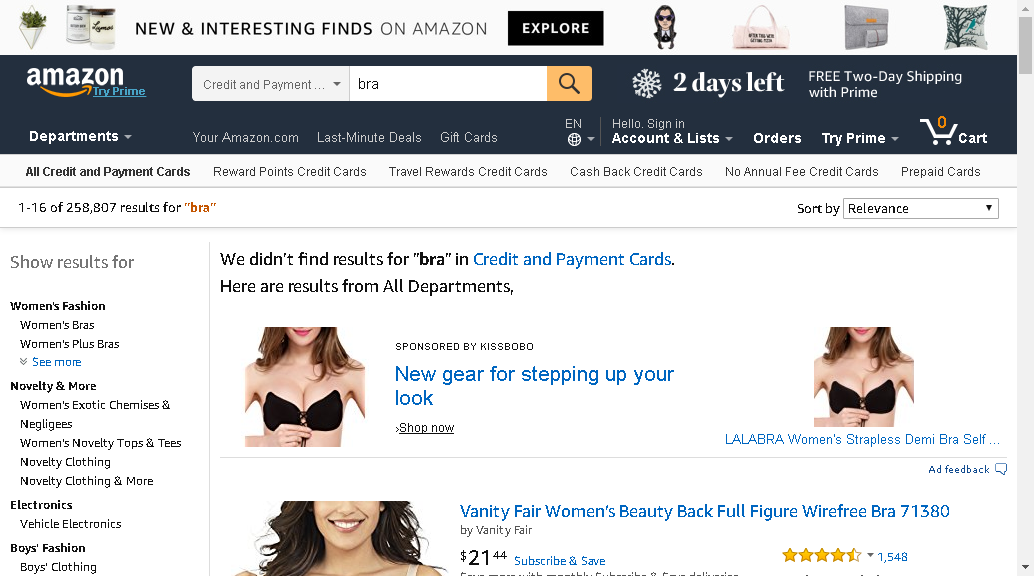 NEW & INTERESTING FINDS ON AMAZON EXPLORE
amazon
Try Prime
Credit and Payment ...
bra
2 days left
FREE Two-Day Shipping
with Prime
Departments
Your Amazon.com Last-Minute Deals Gift Cards
EN
Hello. Sign in
Account & Lists
Orders
Try Prime
0
Cart
All Credit and Payment Cards Reward Points Credit Cards Travel Rewards Credit Cards Cash Back Credit Cards No Annual Fee Credit Cards Prepaid Cards
1-16 of 258,807 results for "bra"
Sort by Relevance
Show results for
Women's Fashion
Women's Bras
Women's Plus Bras
See more
Novelty & More
Women's Exotic Chemises &
Negligees
Women's Novelty Tops & Tees
Novelty Clothing
Novelty Clothing & More
Electronics
Vehicle Electronics
Boys' Fashion
Boys' Clothing
We didn't find results for "bra" in Credit and Payment Cards.
Here are results from All Departments,
SPONSORED BY KISSBOBO
New gear for stepping up your
look
›Shop now
LALABRA Women's Strapless Demi Bra Self ...
Ad feedback
Vanity Fair Women's Beauty Back Full Figure Wirefree Bra 71380
by Vanity Fair
$21 44 Subscribe & Save
1,548